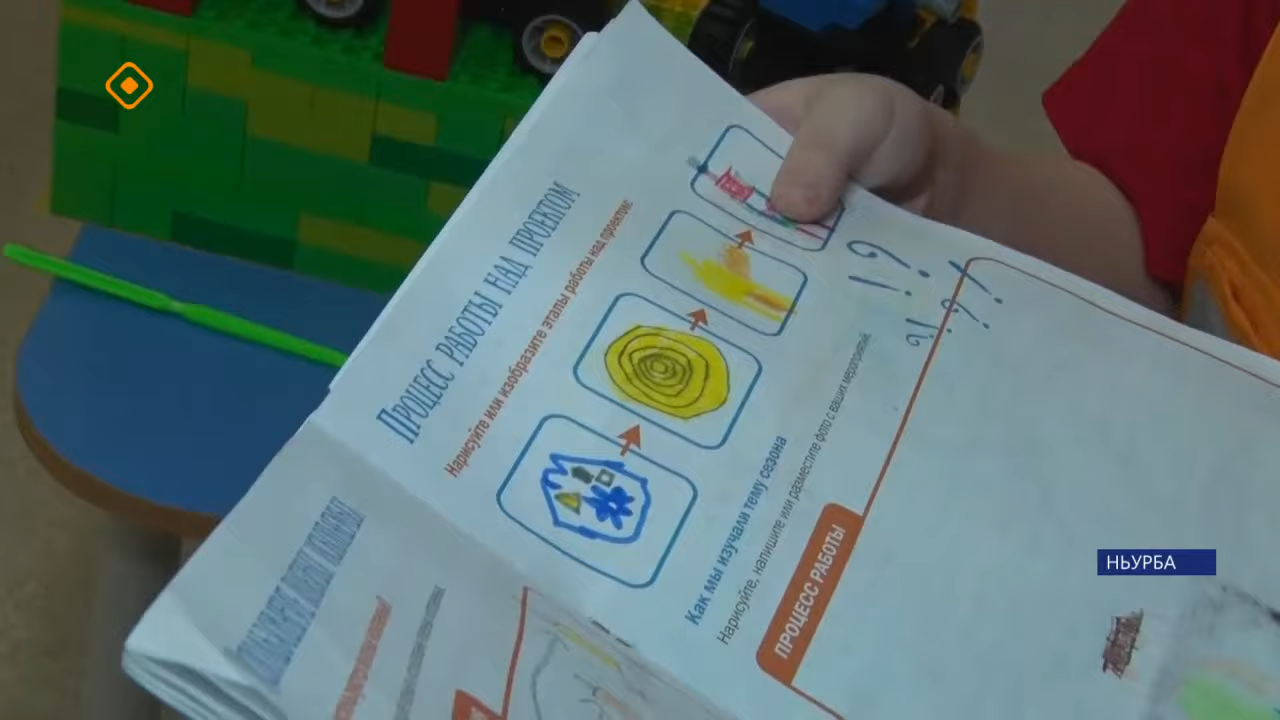 ПРОЦЕСС РАБОТЫ НАД ПРОЕКТОМ
Нарисуйте или изобразите этапы работы над проектом:
Как мы изучали тему сезона
Нарисуйте, напишите или разместите фото с ваших мероприятий.
ПРОЦЕСС РАБОТЫ
НЬУРБА